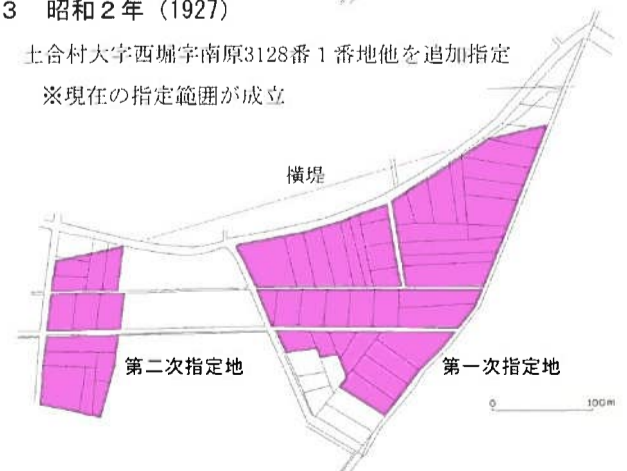 3 昭和2年（1927）
土合村大字西堀字南原3128番1番地他を追加指定
※現在の指定範囲が成立
横堤
第二次指定地
第一次指定地
0 100m